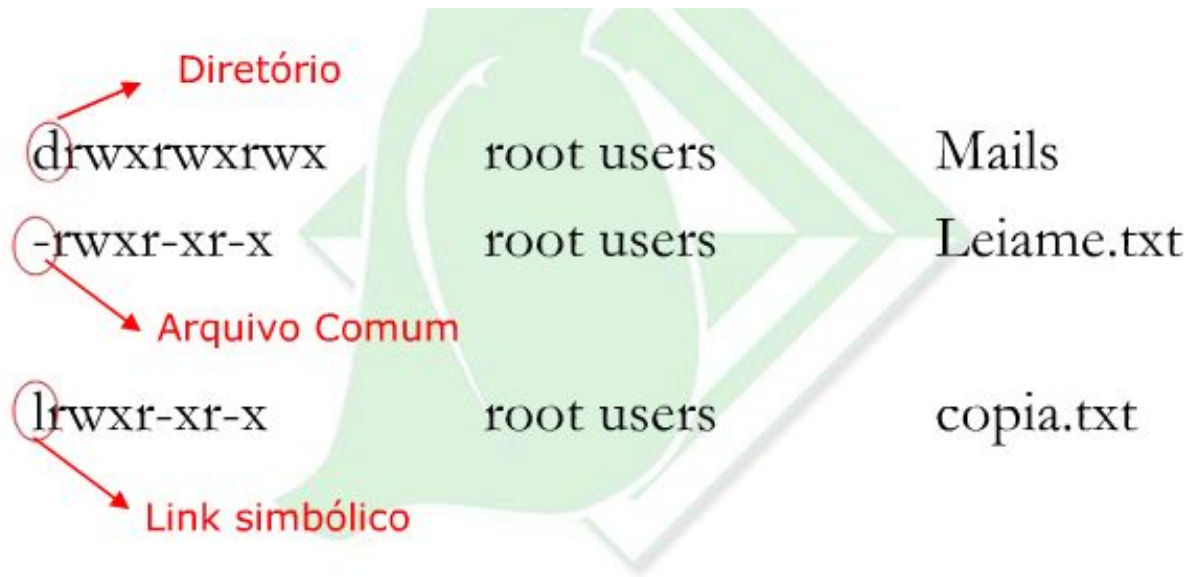 Diretório
drwxrwxrwx root users Mails
-rwxr-xr-x root users Leiame.txt
Arquivo Comum
lrwxr-xr-x root users copia.txt
Link simbólico